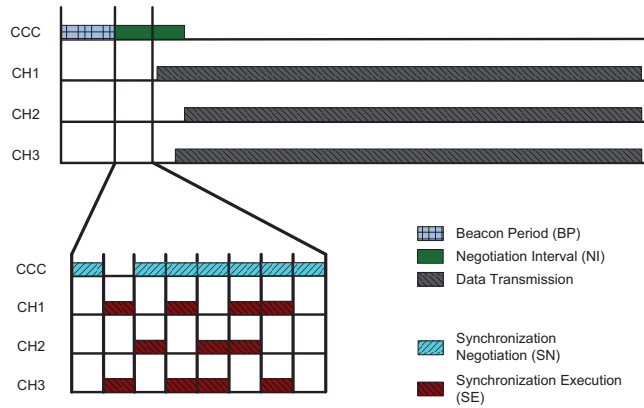 CCC
CH1
CH2
CH3
CCC
CH1
CH2
CH3
Beacon Period (BP)
Negotiation Interval (NI)
Data Transmission
Synchronization
Negotiation (SN)
Synchronization Execution
(SE)